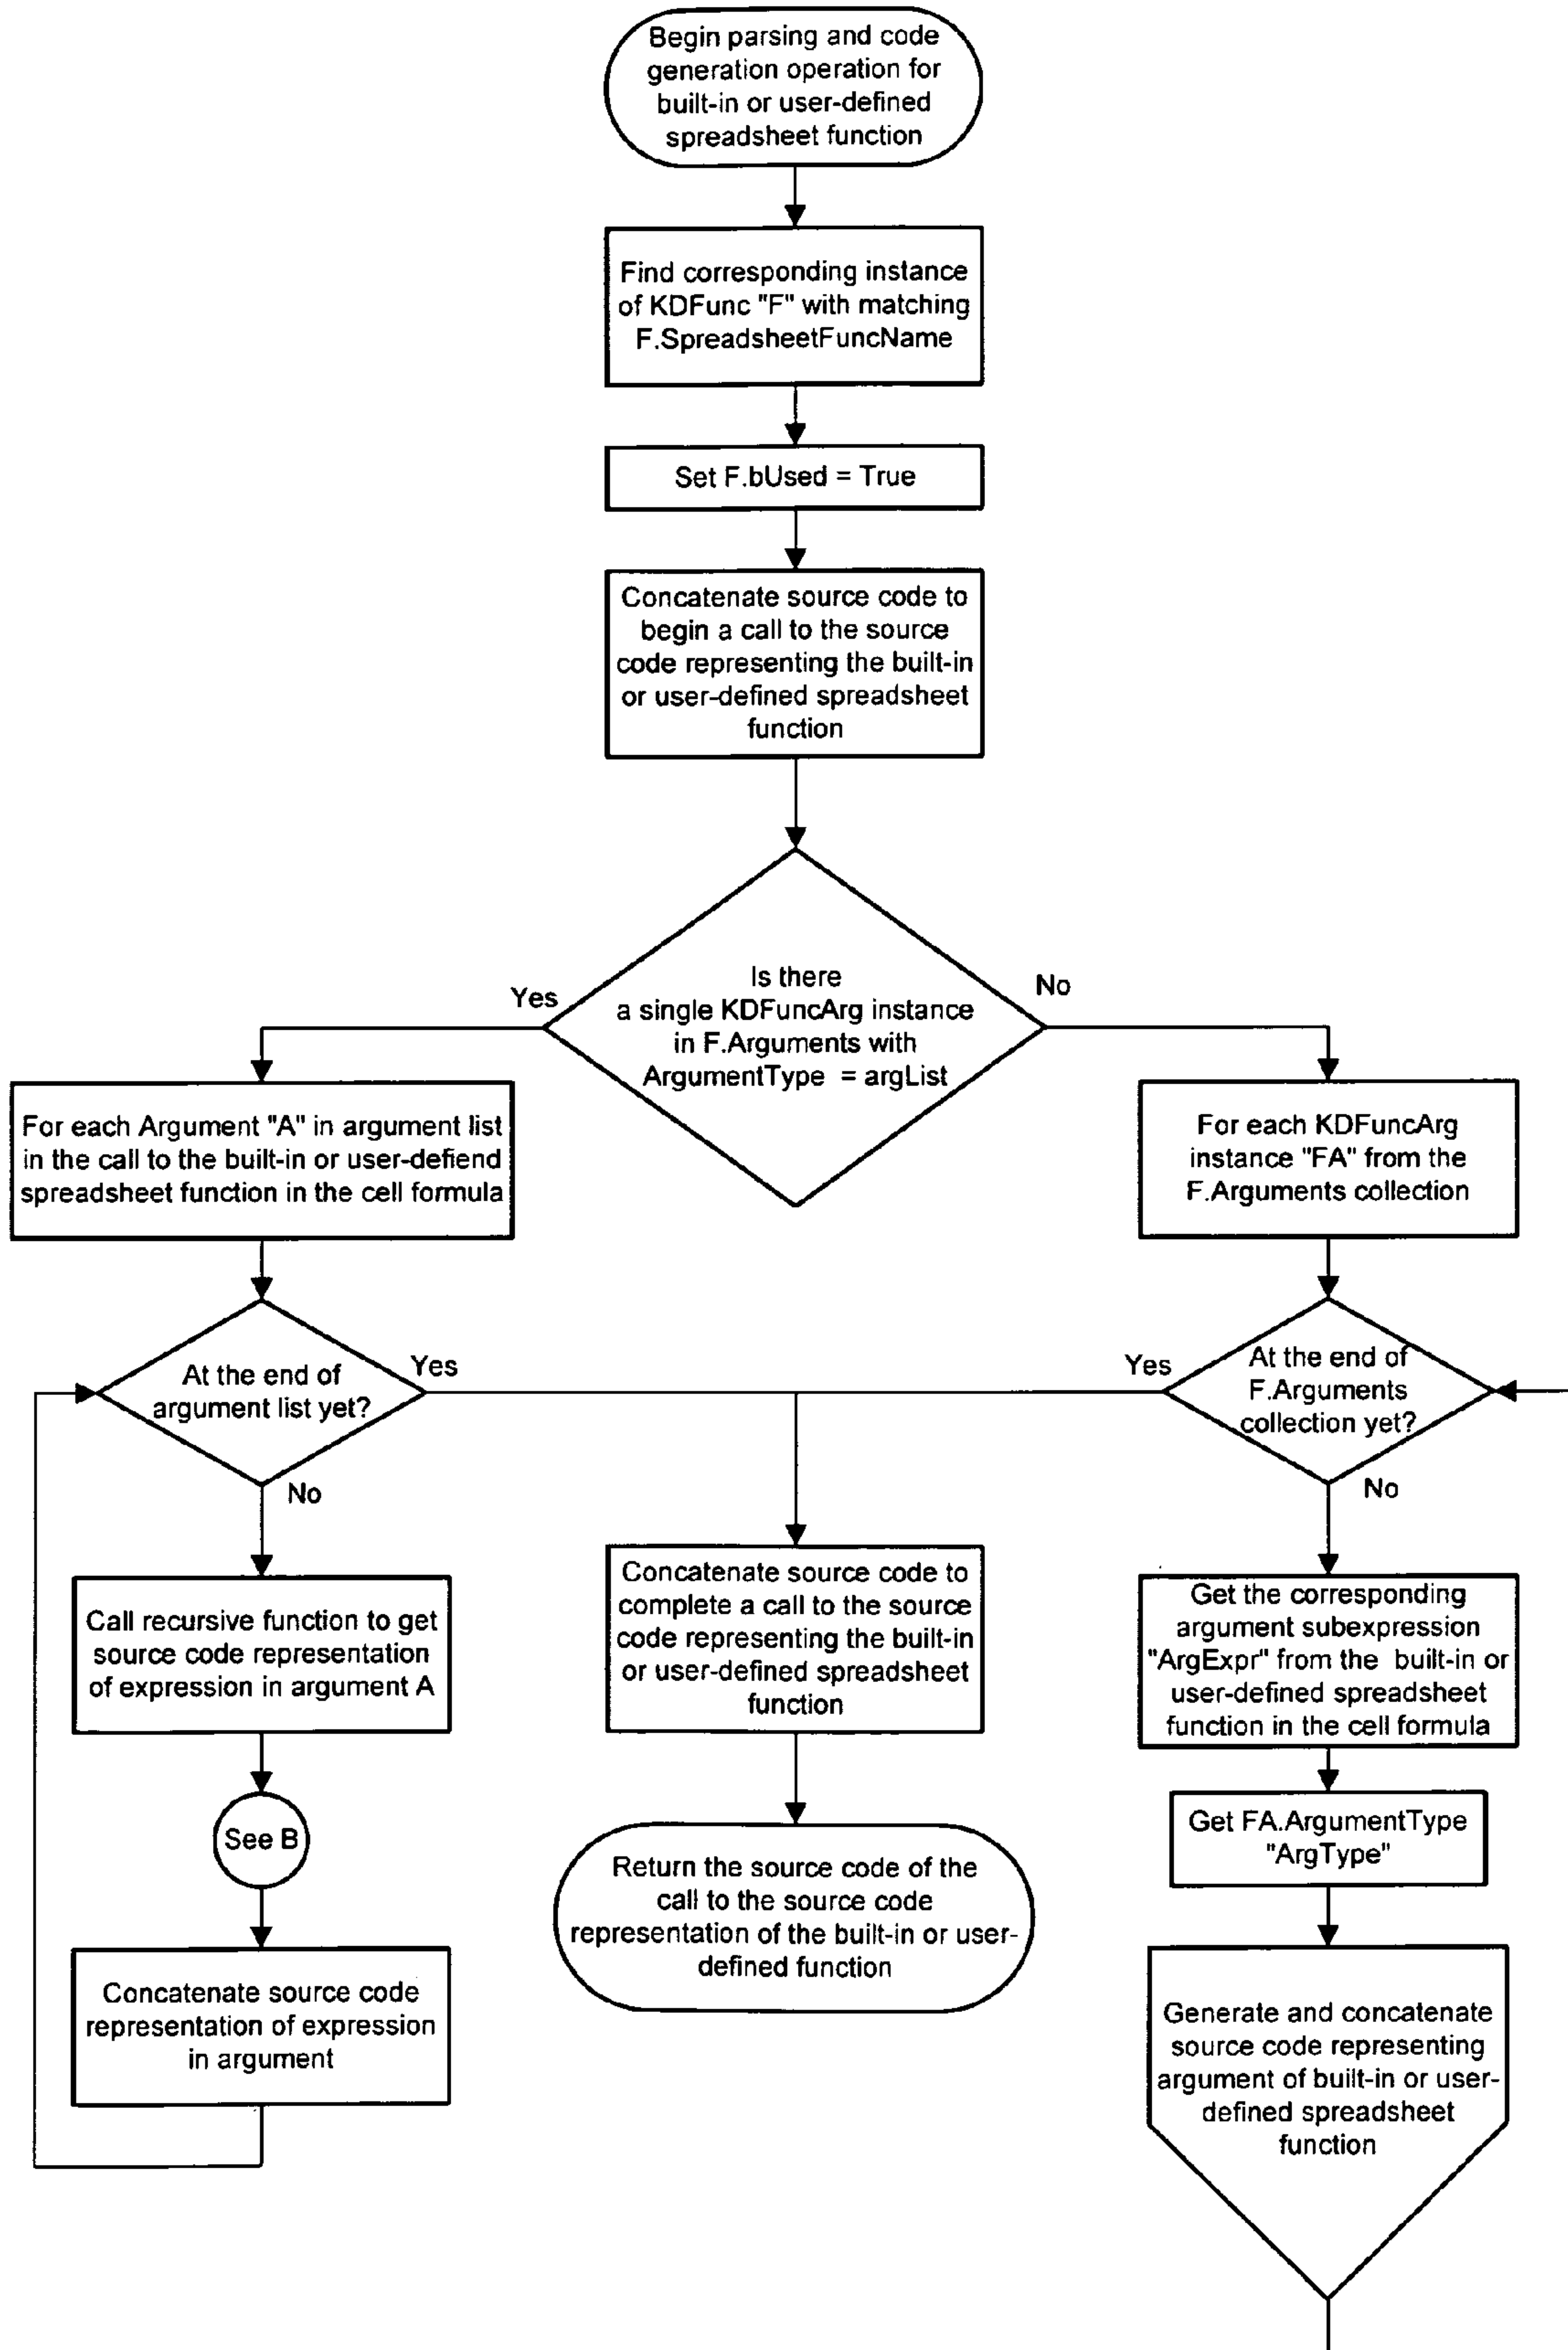 Begin parsing and code
generation operation for
built-in or user-defined
spreadsheet function
Find corresponding instance
of KDFunc "F" with matching
F.SpreadsheetFuncName
Set F.bUsed = True
Concatenate source code to
begin a call to the source
code representing the built-in
or user-defined spreadsheet
function
Is there
a single KDFuncArg instance
in F.Arguments with
ArgumentType = argList
Yes
No
For each Argument "A" in argument list
in the call to the built-in or user-defiend
spreadsheet function in the cell formula
For each KDFuncArg
instance "FA" from the
F.Arguments collection
At the end of
argument list yet?
Yes
No
Yes
At the end of
F.Arguments
collection yet?
No
Call recursive function to get
source code representation
of expression in argument A
See B
Concatenate source code
representation of expression
in argument
Concatenate source code to
complete a call to the source
code representing the built-in
or user-defined spreadsheet
function
Return the source code of the
call to the source code
representation of the built-in or user-
defined function
Get the corresponding
argument subexpression
"ArgExpr" from the built-in or
user-defined spreadsheet
function in the cell formula
Get FA.ArgumentType
"ArgType"
Generate and concatenate
source code representing
argument of built-in or user-
defined spreadsheet
function